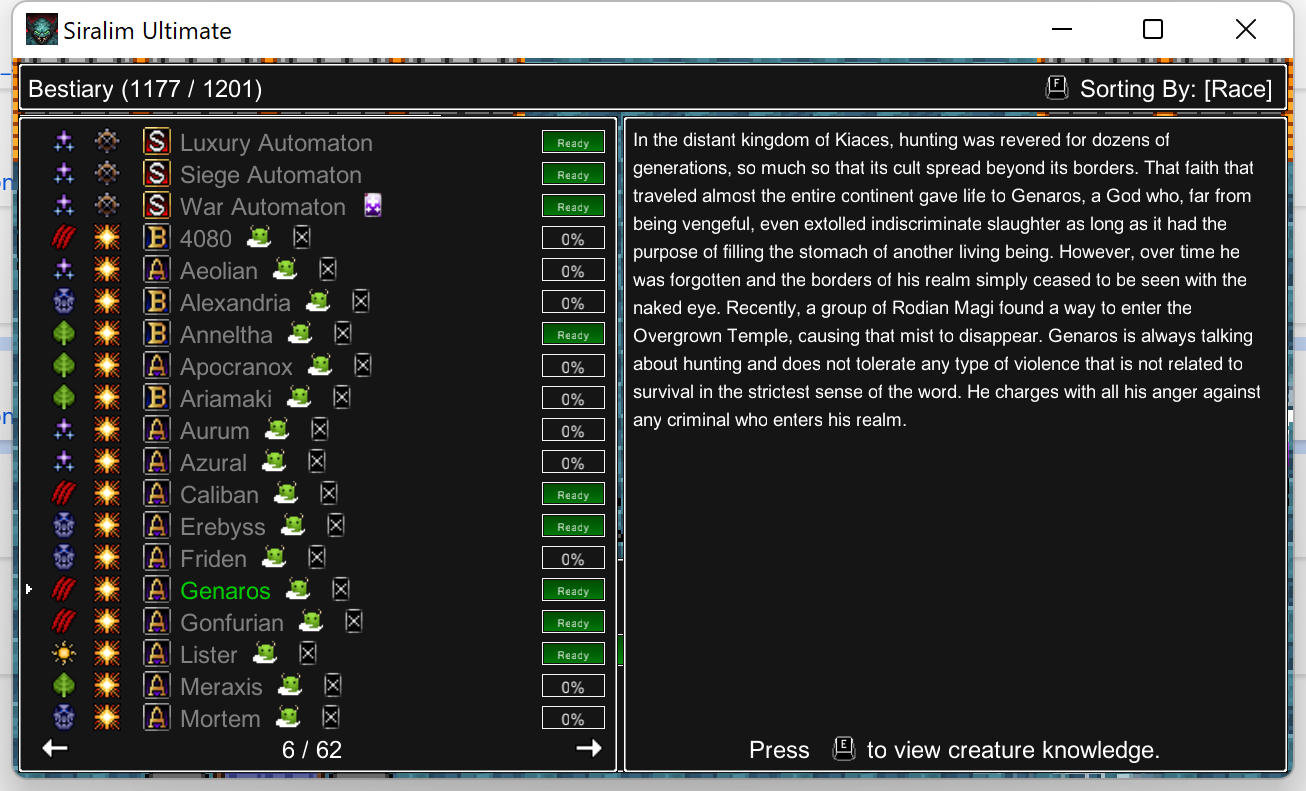 Siralim Ultimate
Bestiary (1177 / 1201)
F Sorting By: [Race]
S Luxury Automaton Ready
S Siege Automaton Ready
S War Automaton Ready
B 4080 0%
A Aeolian 0%
B Alexandria 0%
B Anneltha Ready
A Apocranox 0%
B Ariamaki 0%
A Aurum 0%
A Azural 0%
A Caliban Ready
A Erebyss Ready
A Friden 0%
A Genaros Ready
A Gonfurian Ready
A Lister Ready
A Meraxis 0%
A Mortem 0%
6 / 62
In the distant kingdom of Kiaces, hunting was revered for dozens of
generations, so much so that its cult spread beyond its borders. That faith that
traveled almost the entire continent gave life to Genaros, a God who, far from
being vengeful, even extolled indiscriminate slaughter as long as it had the
purpose of filling the stomach of another living being. However, over time he
was forgotten and the borders of his realm simply ceased to be seen with the
naked eye. Recently, a group of Rodian Magi found a way to enter the
Overgrown Temple, causing that mist to disappear. Genaros is always talking
about hunting and does not tolerate any type of violence that is not related to
survival in the strictest sense of the word. He charges with all his anger against
any criminal who enters his realm.
Press E to view creature knowledge.